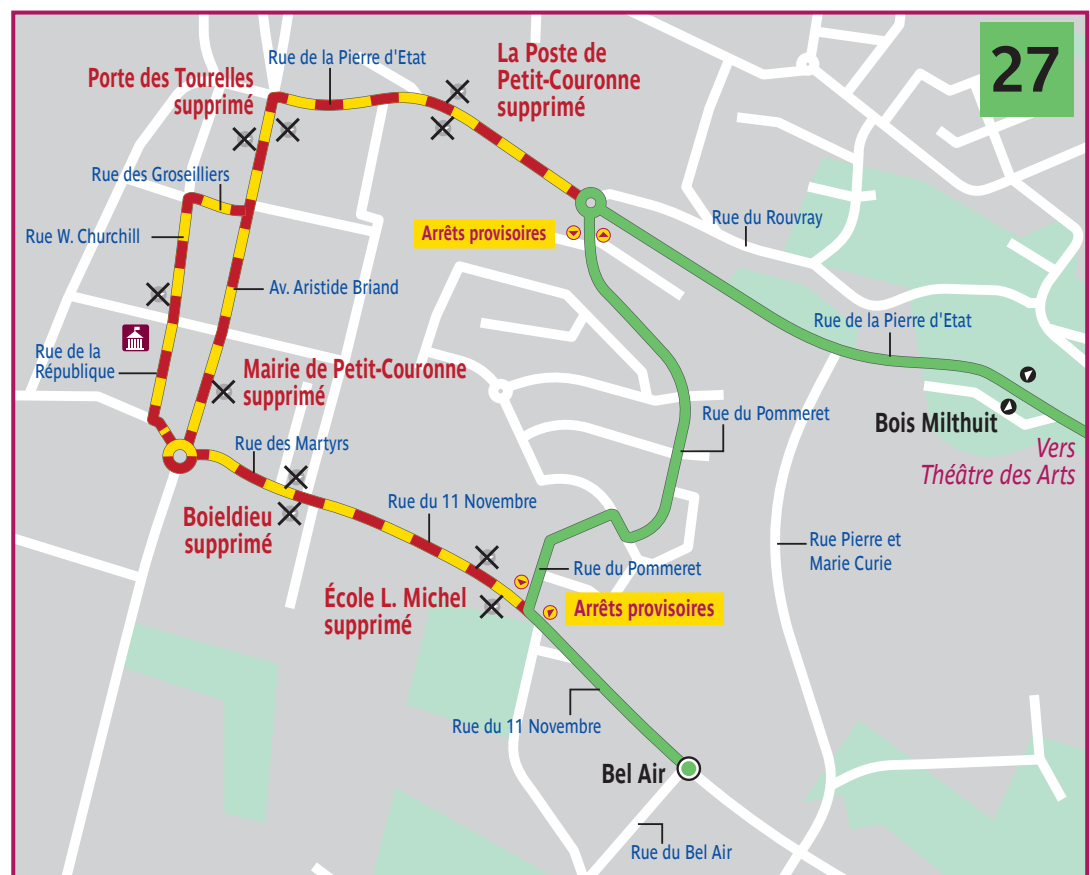 27
La Poste de
Petit-Couronne
supprimé
Rue de la Pierre d'Etat
Porte des Tourelles
supprimé
Rue des Groseilliers
Rue du Rouvray
Rue W. Churchill
Arrêts provisoires
Av. Aristide Briand
Rue de la Pierre d'Etat
Rue de la
République
Mairie de Petit-Couronne
supprimé
Rue du Pommeret
Bois Milthuit
Vers
Théâtre des Arts
Rue des Martyrs
Rue du 11 Novembre
Boieldieu
supprimé
Rue Pierre et
Marie Curie
Rue du Pommeret
École L. Michel
supprimé
Arrêts provisoires
Rue du 11 Novembre
Bel Air
Rue du Bel Air